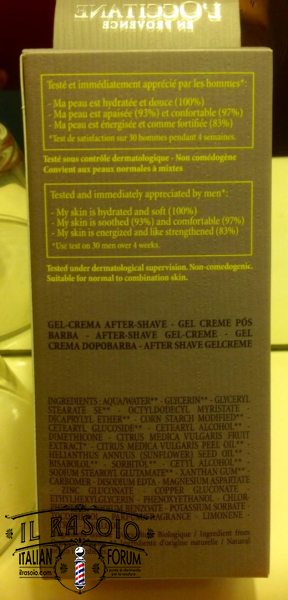 L'OCCITANE
EN PROVENCE
Testé et immédiatement apprécié par les hommes*:
- Ma peau est hydratée et douce (100%)
- Ma peau est apaisée (93%) et confortable (97%)
- Ma peau est énergisée et comme fortifiée (83%)
*Test de satisfaction sur 30 hommes pendant 4 semaines.
Testé sous contrôle dermatologique - Non comédogène
Convient aux peaux normales à mixtes
Tested and immediately appreciated by men*:
- My skin is hydrated and soft (100%)
- My skin is soothed (93%) and comfortable (97%)
- My skin is energized and like strengthened (83%)
*Use test on 30 men over 4 weeks.
Tested under dermatological supervision. Non-comedogenic.
Suitable for normal to combination skin.
GEL-CREMA AFTER-SHAVE - GEL CREME PÓS
BARBA - AFTER-SHAVE GEL-CREME - GEL
CREMA DOPOBARBA - AFTER SHAVE GELCREME
INGREDIENTS: AQUA/WATER** - GLYCERIN** - GLYCERYL
STEARATE SE** - OCTYLDODECYL MYRISTATE -
DICAPRYLYL ETHER** - CORN STARCH MODIFIED** -
CETEARYL GLUCOSIDE** - CETEARYL ALCOHOL** -
DIMETHICONE - CITRUS MEDICA VULGARIS FRUIT
EXTRACT* - CITRUS MEDICA VULGARIS PEEL OIL** -
HELIANTHUS ANNUUS (SUNFLOWER) SEED OIL** -
BISABOLOL** - SORBITOL** - CETYL ALCOHOL** -
SODIUM STEAROYL GLUTAMATE** - XANTHAN GUM** -
CARBOMER - DISODIUM EDTA - MAGNESIUM ASPARTATE
- ZINC GLUCONATE - COPPER GLUCONATE -
ETHYLHEXYLGLYCERIN - PHENOXYETHANOL - CHLOR-
BENZOATE - POTASSIUM SORBATE -
FRAGRANCE - LIMONENE -
Biologique / Ingredient from
d'origine naturelle / Natural
IL RASOIO
ITALIAN FORUM
ilrasoio.com